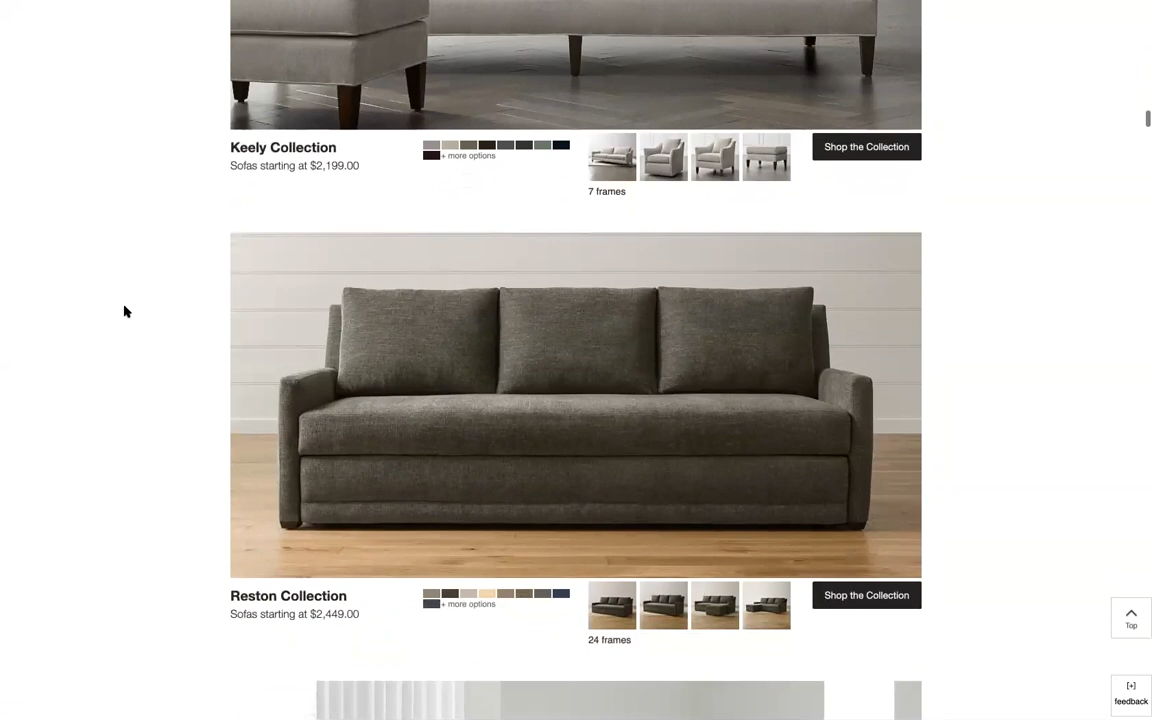 Keely Collection
Sofas starting at $2,199.00
+ more options
7 frames
Shop the Collection
Reston Collection
Sofas starting at $2,449.00
+ more options
24 frames
Shop the Collection
Top
[+]
feedback